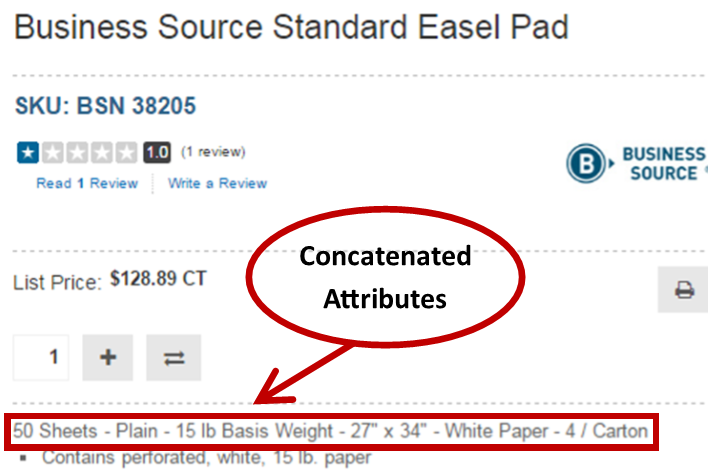 Business Source Standard Easel Pad
SKU: BSN 38205
1.0 (1 review)
Read 1 Review Write a Review
B BUSINESS
SOURCE
Concatenated
Attributes
List Price: $128.89 CT
1 +
50 Sheets - Plain - 15 lb Basis Weight - 27" x 34" - White Paper - 4 / Carton
Contains perforated, white, 15 lb. paper